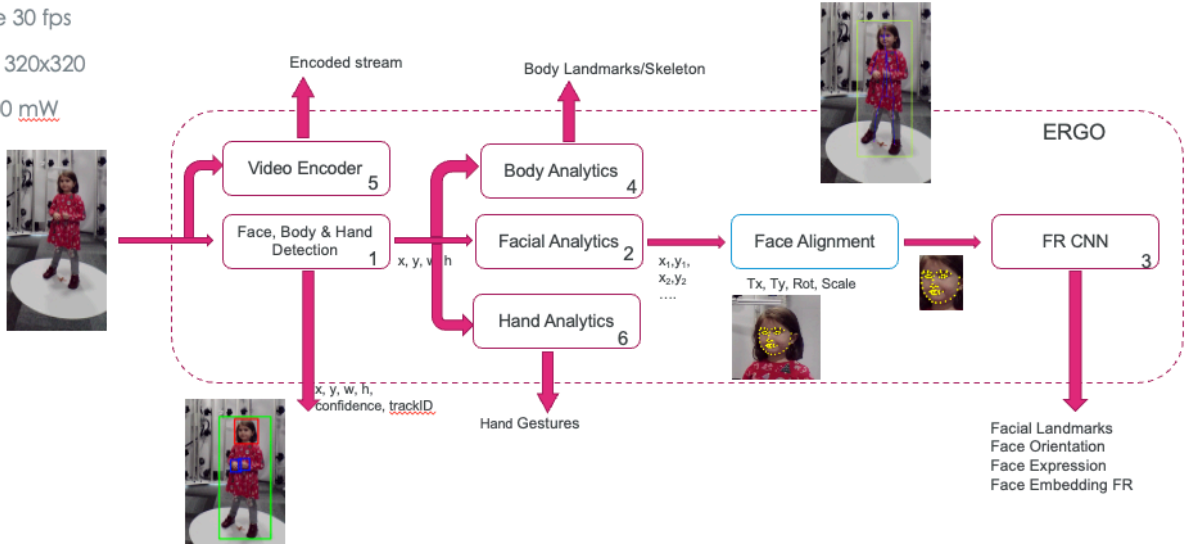 e 30 fps
320x320
0 mW
Encoded stream
Body Landmarks/Skeleton
ERGO
Video Encoder
5
Body Analytics
4
Face, Body & Hand
Detection
1
x, y, w, h
Facial Analytics
2
x₁,y₁,
x₂,y₂
....
Face Alignment
Tx, Ty, Rot, Scale
FR CNN
3
Hand Analytics
6
x, y, w, h,
confidence, trackID
Hand Gestures
Facial Landmarks
Face Orientation
Face Expression
Face Embedding FR